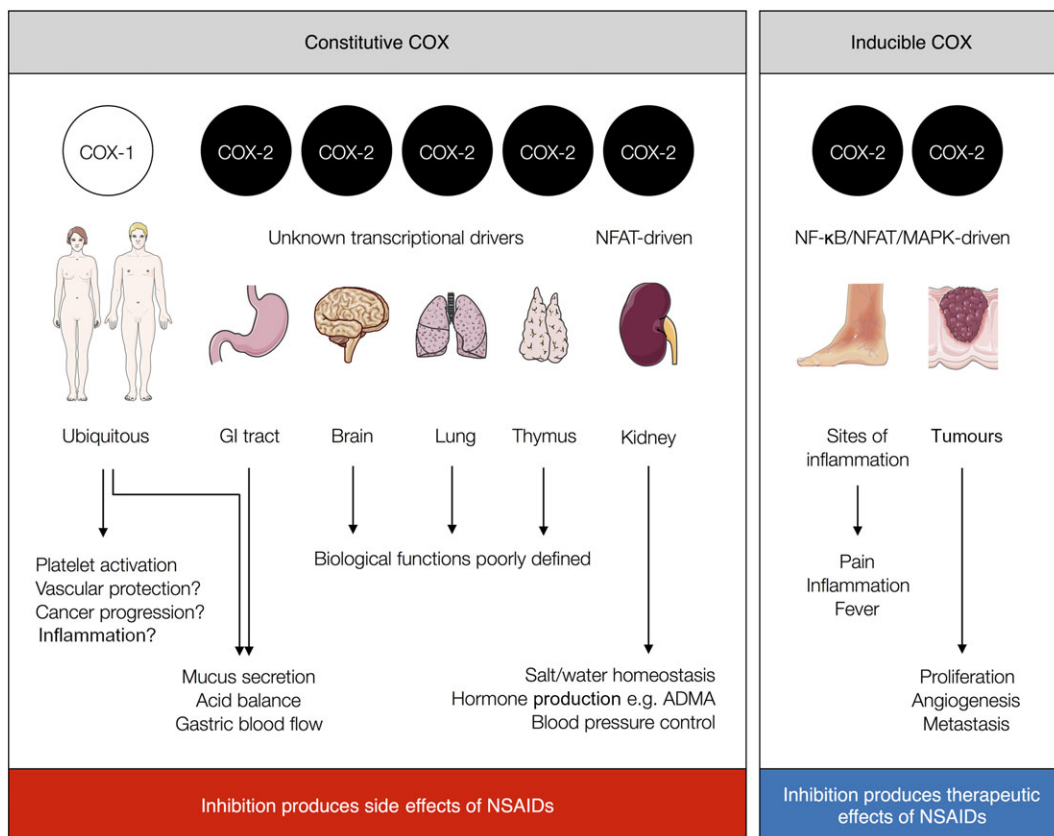 Constitutive COX
Inducible COX
COX-1
COX-2
COX-2
COX-2
COX-2
COX-2
COX-2
COX-2
Unknown transcriptional drivers
NFAT-driven
NF-κB/NFAT/MAPK-driven
Ubiquitous
GI tract
Brain
Lung
Thymus
Kidney
Sites of
inflammation
Tumours
Platelet activation
Vascular protection?
Cancer progression?
Inflammation?
Biological functions poorly defined
Pain
Inflammation
Fever
Mucus secretion
Acid balance
Gastric blood flow
Salt/water homeostasis
Hormone production e.g. ADMA
Blood pressure control
Proliferation
Angiogenesis
Metastasis
Inhibition produces side effects of NSAIDs
Inhibition produces therapeutic
effects of NSAIDs